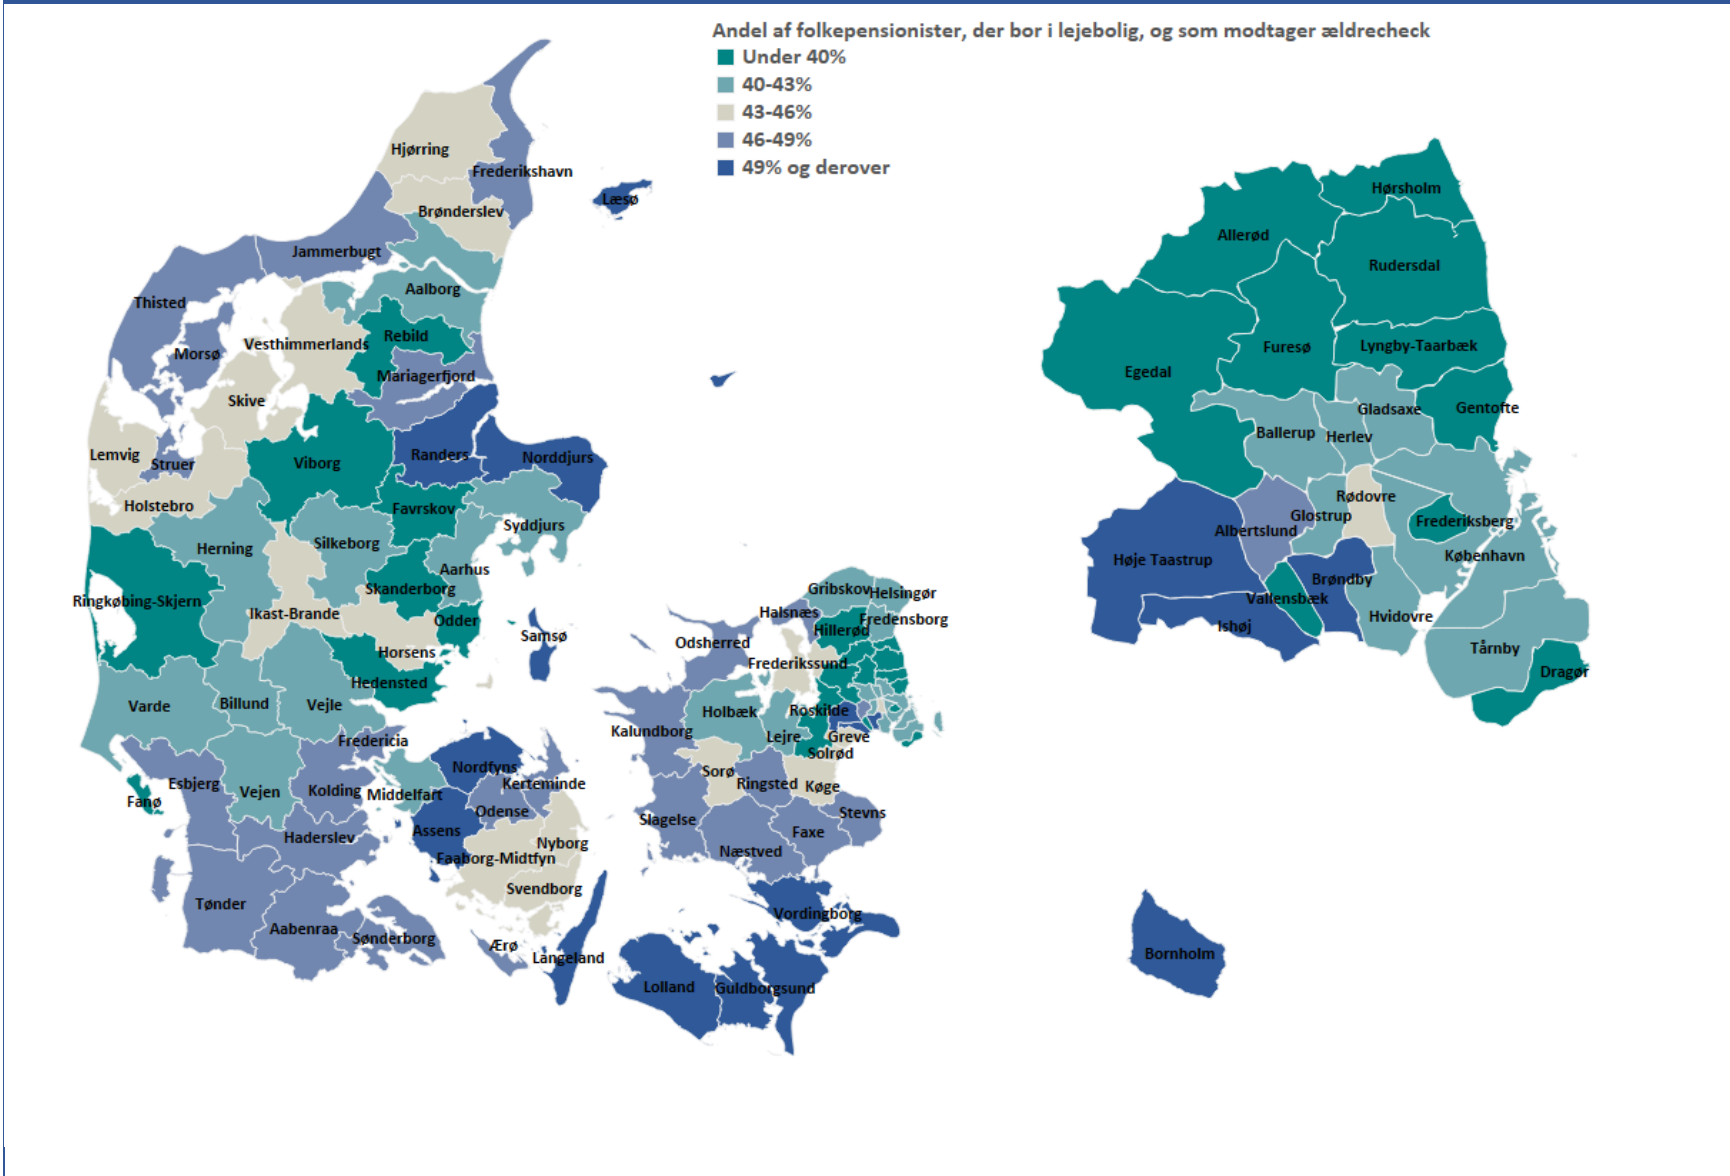 Andel af folkepensionister, der bor i lejebolig, og som modtager ældrecheck
Under 40%
40-43%
43-46%
46-49%
49% og derover
Hjørring
Frederikshavn
Læsø
Brønderslev
Jammerbugt
Aalborg
Thisted
Rebild
Vesthimmerlands
Morsø
Mariagerfjord
Skive
Lemvig
Struer
Viborg
Randers
Norddjurs
Holstebro
Favrskov
Syddjurs
Herning
Silkeborg
Aarhus
Skanderborg
Ringkøbing-Skjern
Ikast-Brande
Odder
Samsø
Horsens
Hedensted
Varde
Billund
Vejle
Fredericia
Esbjerg
Vejen
Kolding
Middelfart
Fanø
Nordfyns
Kerteminde
Odense
Assens
Haderslev
Nyborg
Faaborg-Midtfyn
Svendborg
Tønder
Aabenraa
Sønderborg
Ærø
Langeland
Gribskov
Helsingør
Halsnæs
Fredensborg
Hillerød
Odsherred
Frederikssund
Holbæk
Roskilde
Kalundborg
Lejre
Greve
Solrød
Sorø
Ringsted
Køge
Slagelse
Stevns
Faxe
Næstved
Vordingborg
Lolland
Guldborgsund
Hørsholm
Allerød
Rudersdal
Furesø
Lyngby-Taarbæk
Egedal
Gladsaxe
Gentofte
Ballerup
Herlev
Rødovre
Glostrup
Frederiksberg
Albertslund
København
Høje Taastrup
Brøndby
Vallensbæk
Hvidovre
Ishøj
Tårnby
Dragør
Bornholm